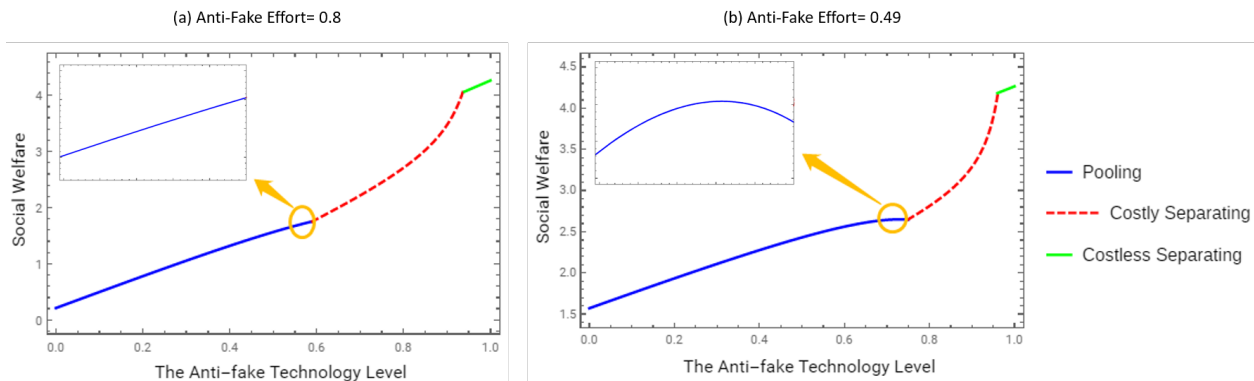 (a) Anti-Fake Effort= 0.8
4
3
2
1
0
0.0 0.2 0.4 0.6 0.8 1.0
Social Welfare
The Anti-fake Technology Level
(b) Anti-Fake Effort= 0.49
4.5
4.0
3.5
3.0
2.5
2.0
1.5
0.0 0.2 0.4 0.6 0.8 1.0
Social Welfare
The Anti-fake Technology Level
Pooling
Costly Separating
Costless Separating